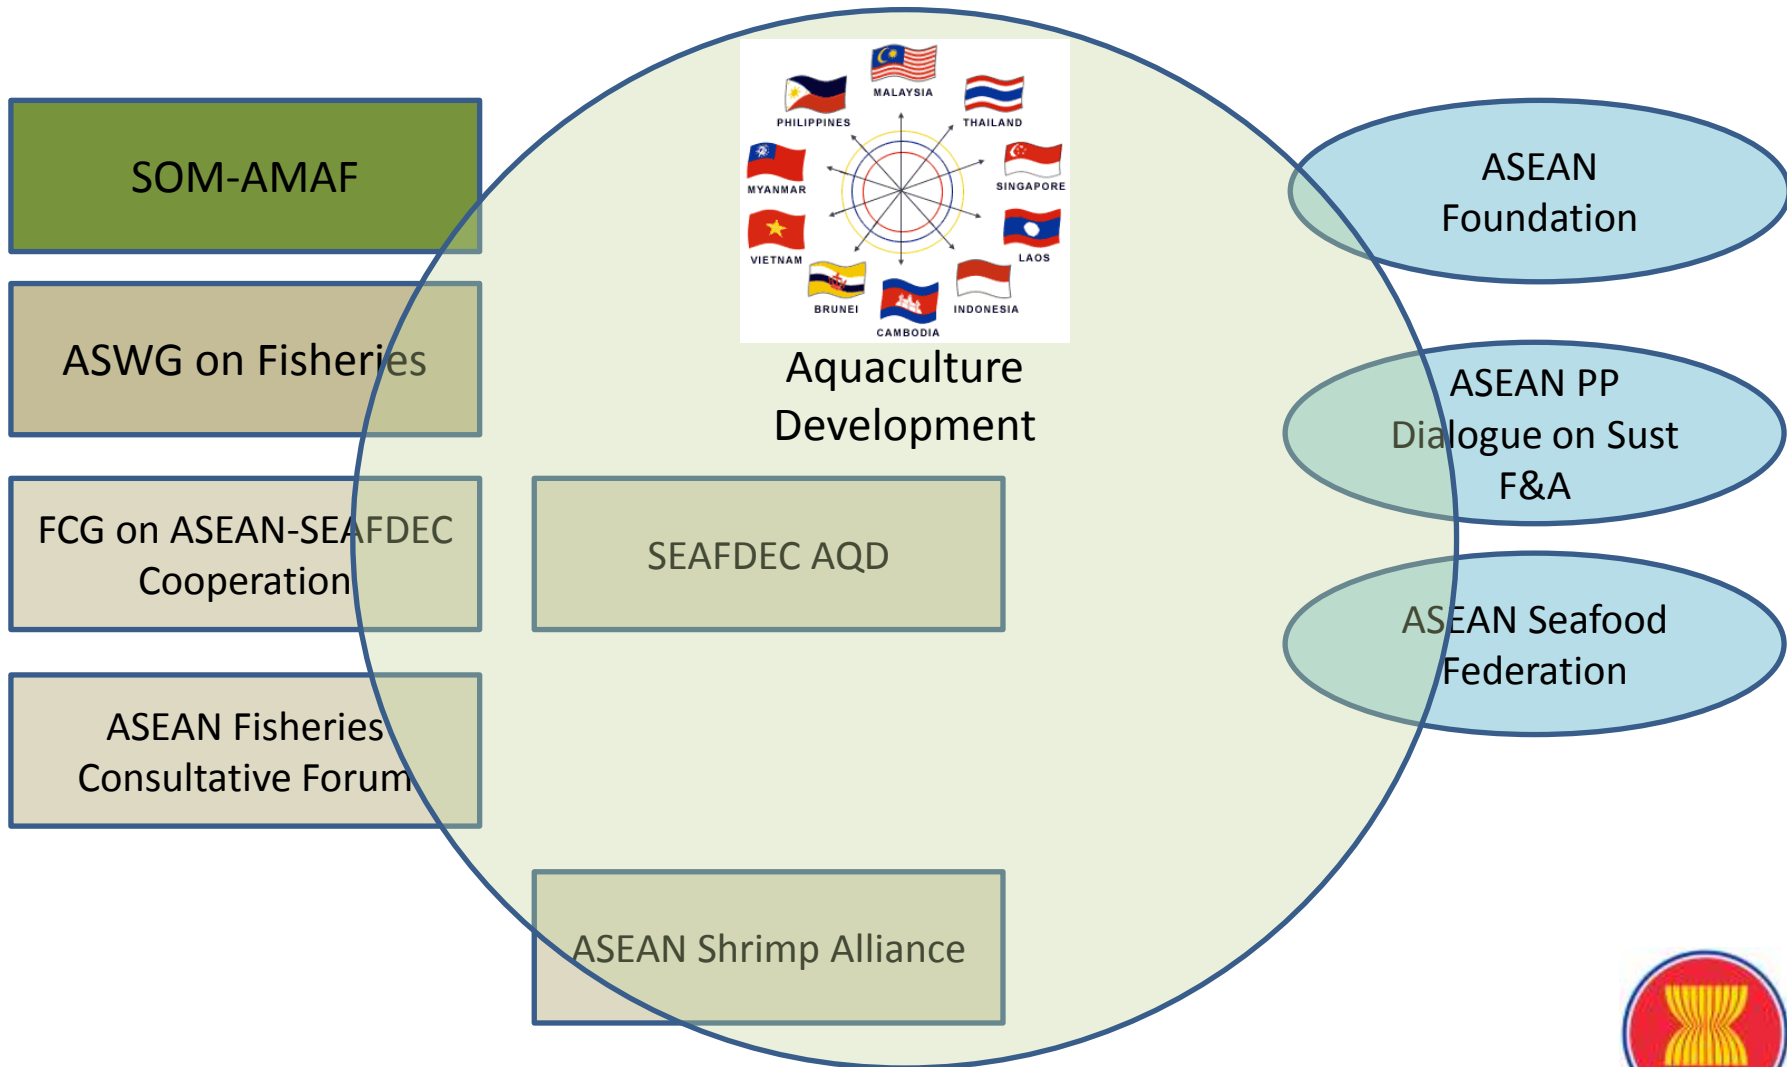 SOM-AMAF
ASWG on Fisheries
FCG on ASEAN-SEAFDEC
Cooperation
ASEAN Fisheries
Consultative Forum
MALAYSIA
PHILIPPINES
THAILAND
MYANMAR
SINGAPORE
VIETNAM
LAOS
BRUNEI
INDONESIA
CAMBODIA
Aquaculture
Development
SEAFDEC AQD
ASEAN Shrimp Alliance
ASEAN
Foundation
ASEAN PP
Dialogue on Sust
F&A
ASEAN Seafood
Federation